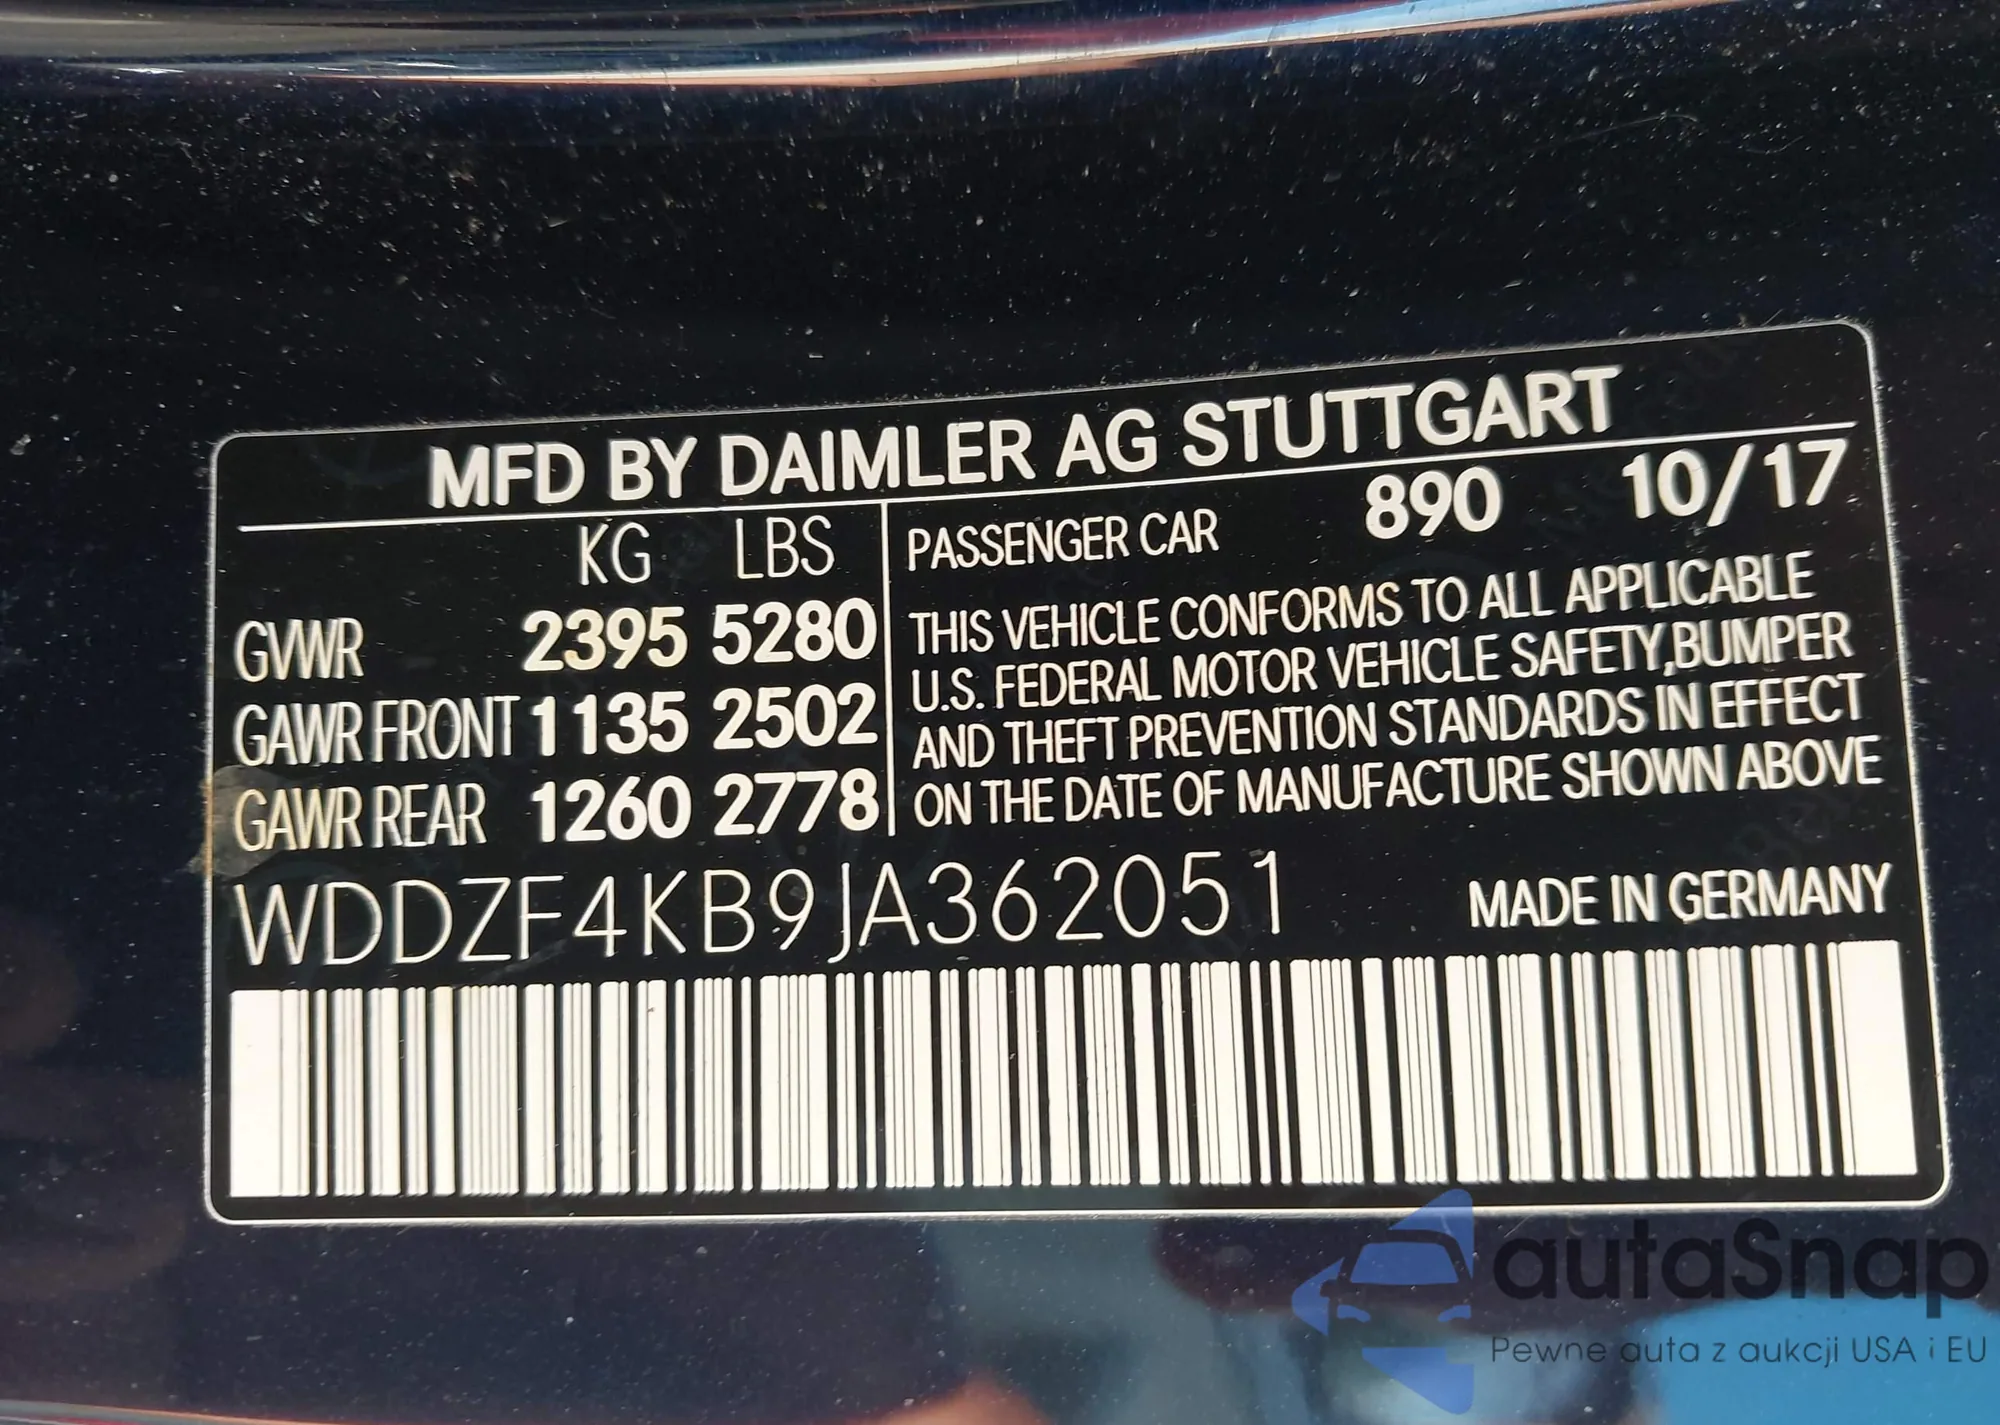 MFD BY DAIMLER AG STUTTGART
KG LBS
GVWR 2395 5280
GAWR FRONT 1135 2502
GAWR REAR 1260 2778
PASSENGER CAR 890 10/17
THIS VEHICLE CONFORMS TO ALL APPLICABLE
U.S. FEDERAL MOTOR VEHICLE SAFETY,BUMPER
AND THEFT PREVENTION STANDARDS IN EFFECT
ON THE DATE OF MANUFACTURE SHOWN ABOVE
WDDZF4KB9JA362051
MADE IN GERMANY
autaSnap
Pewne auta z aukcji USA i EU